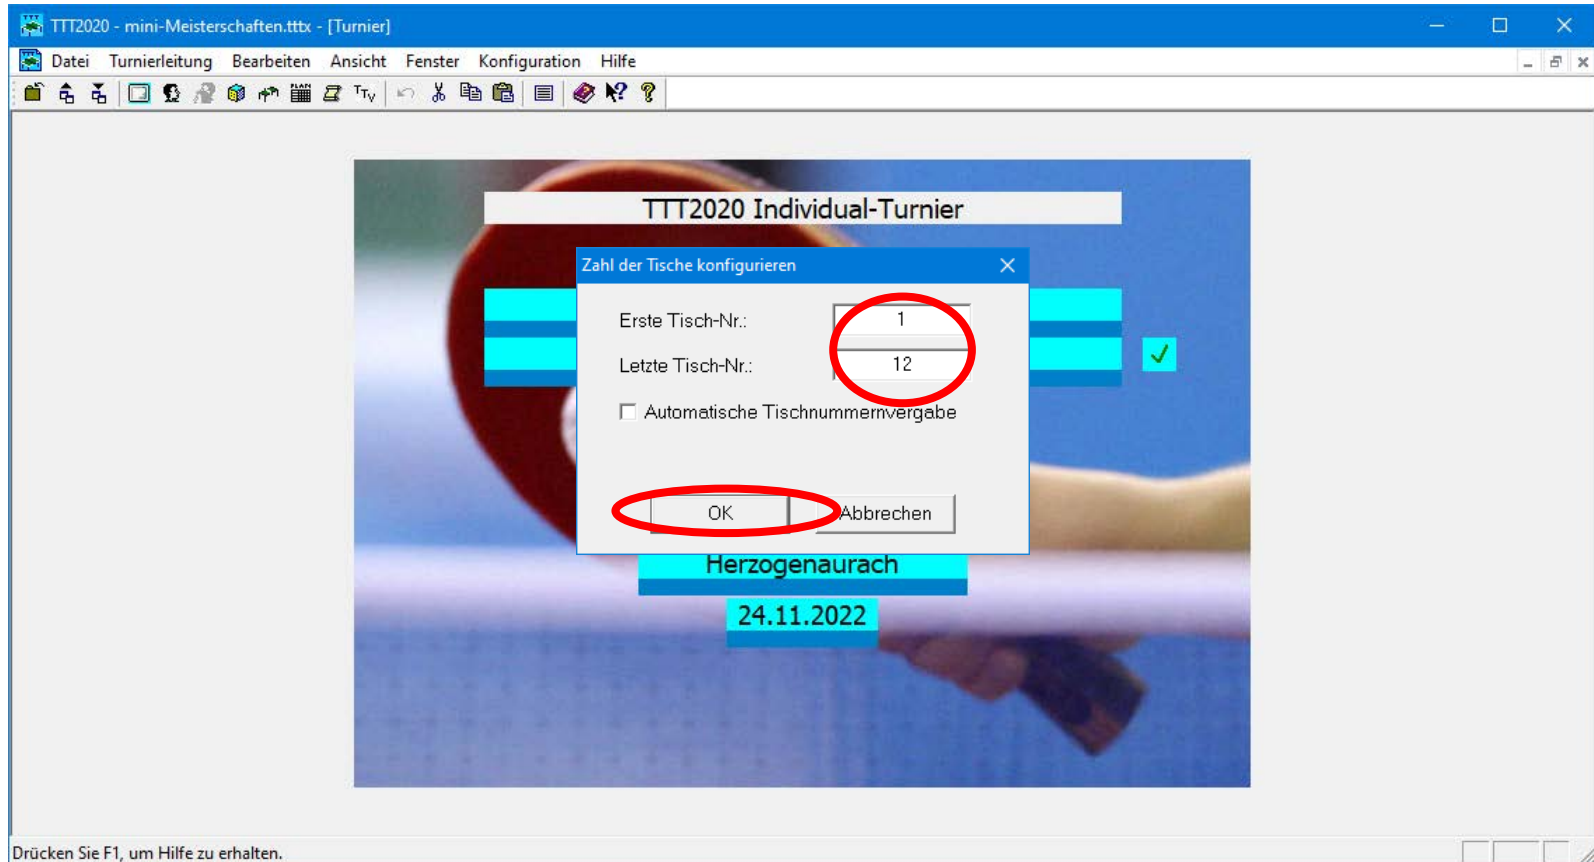 TTT2020 - mini-Meisterschaften.tttx - [Turnier]
Datei Turnierleitung Bearbeiten Ansicht Fenster Konfiguration Hilfe
PLAN TTV
TTT2020 Individual-Turnier
Zahl der Tische konfigurieren
Erste Tisch-Nr.: 1
Letzte Tisch-Nr.: 12
Automatische Tischnummernvergabe
OK Abbrechen
Herzogenaurach
24.11.2022
Drücken Sie F1, um Hilfe zu erhalten.